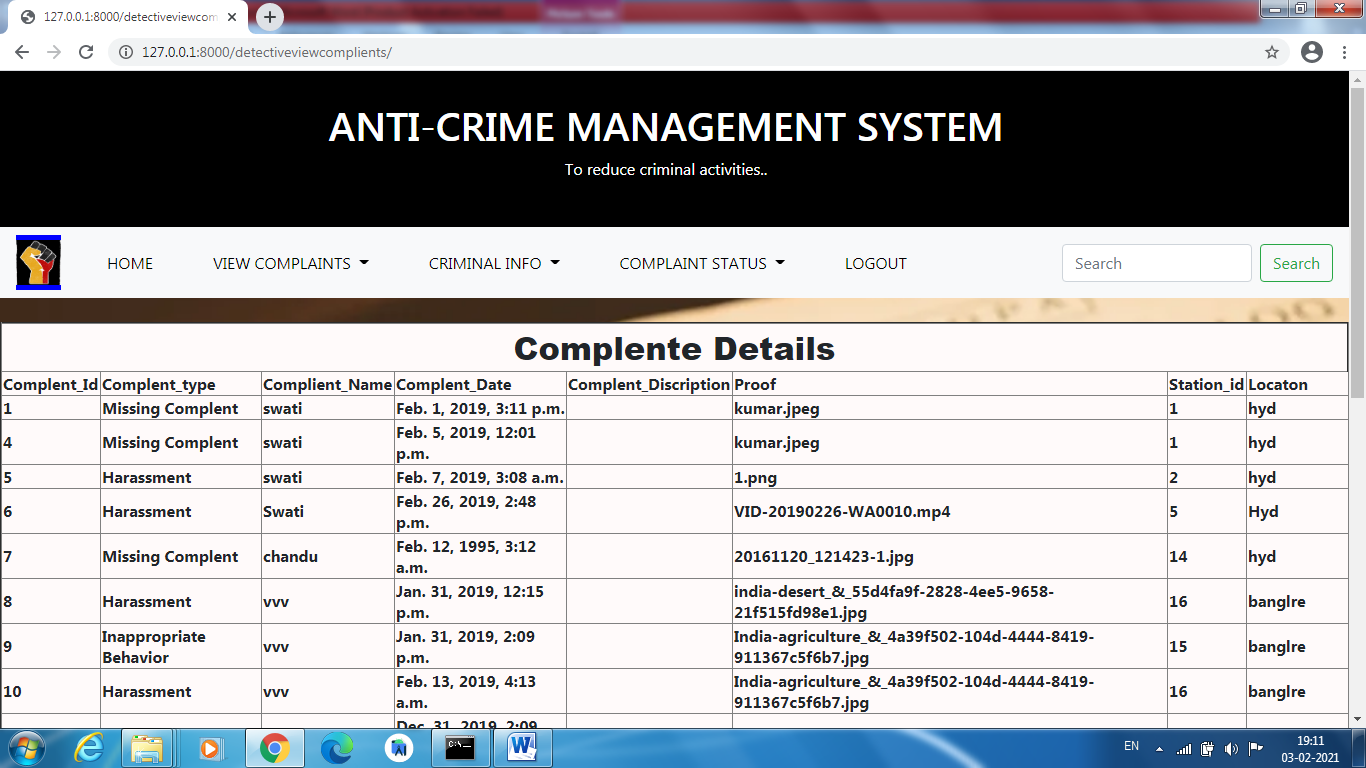 127.0.0.1:8000/detectiveviewcom
127.0.0.1:8000/detectiveviewcomplients/
ANTI-CRIME MANAGEMENT SYSTEM
To reduce criminal activities..
HOME VIEW COMPLAINTS CRIMINAL INFO COMPLAINT STATUS LOGOUT Search Search
Complente Details
Complent_Id Complent_type Complient_Name Complent_Date Complent_Discription Proof Station_id Locaton
1 Missing Complent swati Feb. 1, 2019, 3:11 p.m. kumar.jpeg 1 hyd
4 Missing Complent swati Feb. 5, 2019, 12:01
p.m. kumar.jpeg 1 hyd
5 Harassment swati Feb. 7, 2019, 3:08 a.m. 1.png 2 hyd
6 Harassment Swati Feb. 26, 2019, 2:48
p.m. VID-20190226-WA0010.mp4 5 Hyd
7 Missing Complent chandu Feb. 12, 1995, 3:12
a.m. 20161120_121423-1.jpg 14 hyd
8 Harassment vvv Jan. 31, 2019, 12:15
p.m. india-desert_&_55d4fa9f-2828-4ee5-9658-
21f515fd98e1.jpg 16 banglre
9 Inappropriate
Behavior vvv Jan. 31, 2019, 2:09
p.m. India-agriculture_&_4a39f502-104d-4444-8419-
911367c5f6b7.jpg 15 banglre
10 Harassment vvv Feb. 13, 2019, 4:13
a.m. India-agriculture_&_4a39f502-104d-4444-8419-
911367c5f6b7.jpg 16 banglre
Dec. 31, 2019, 2:09
EN 19:11
03-02-2021